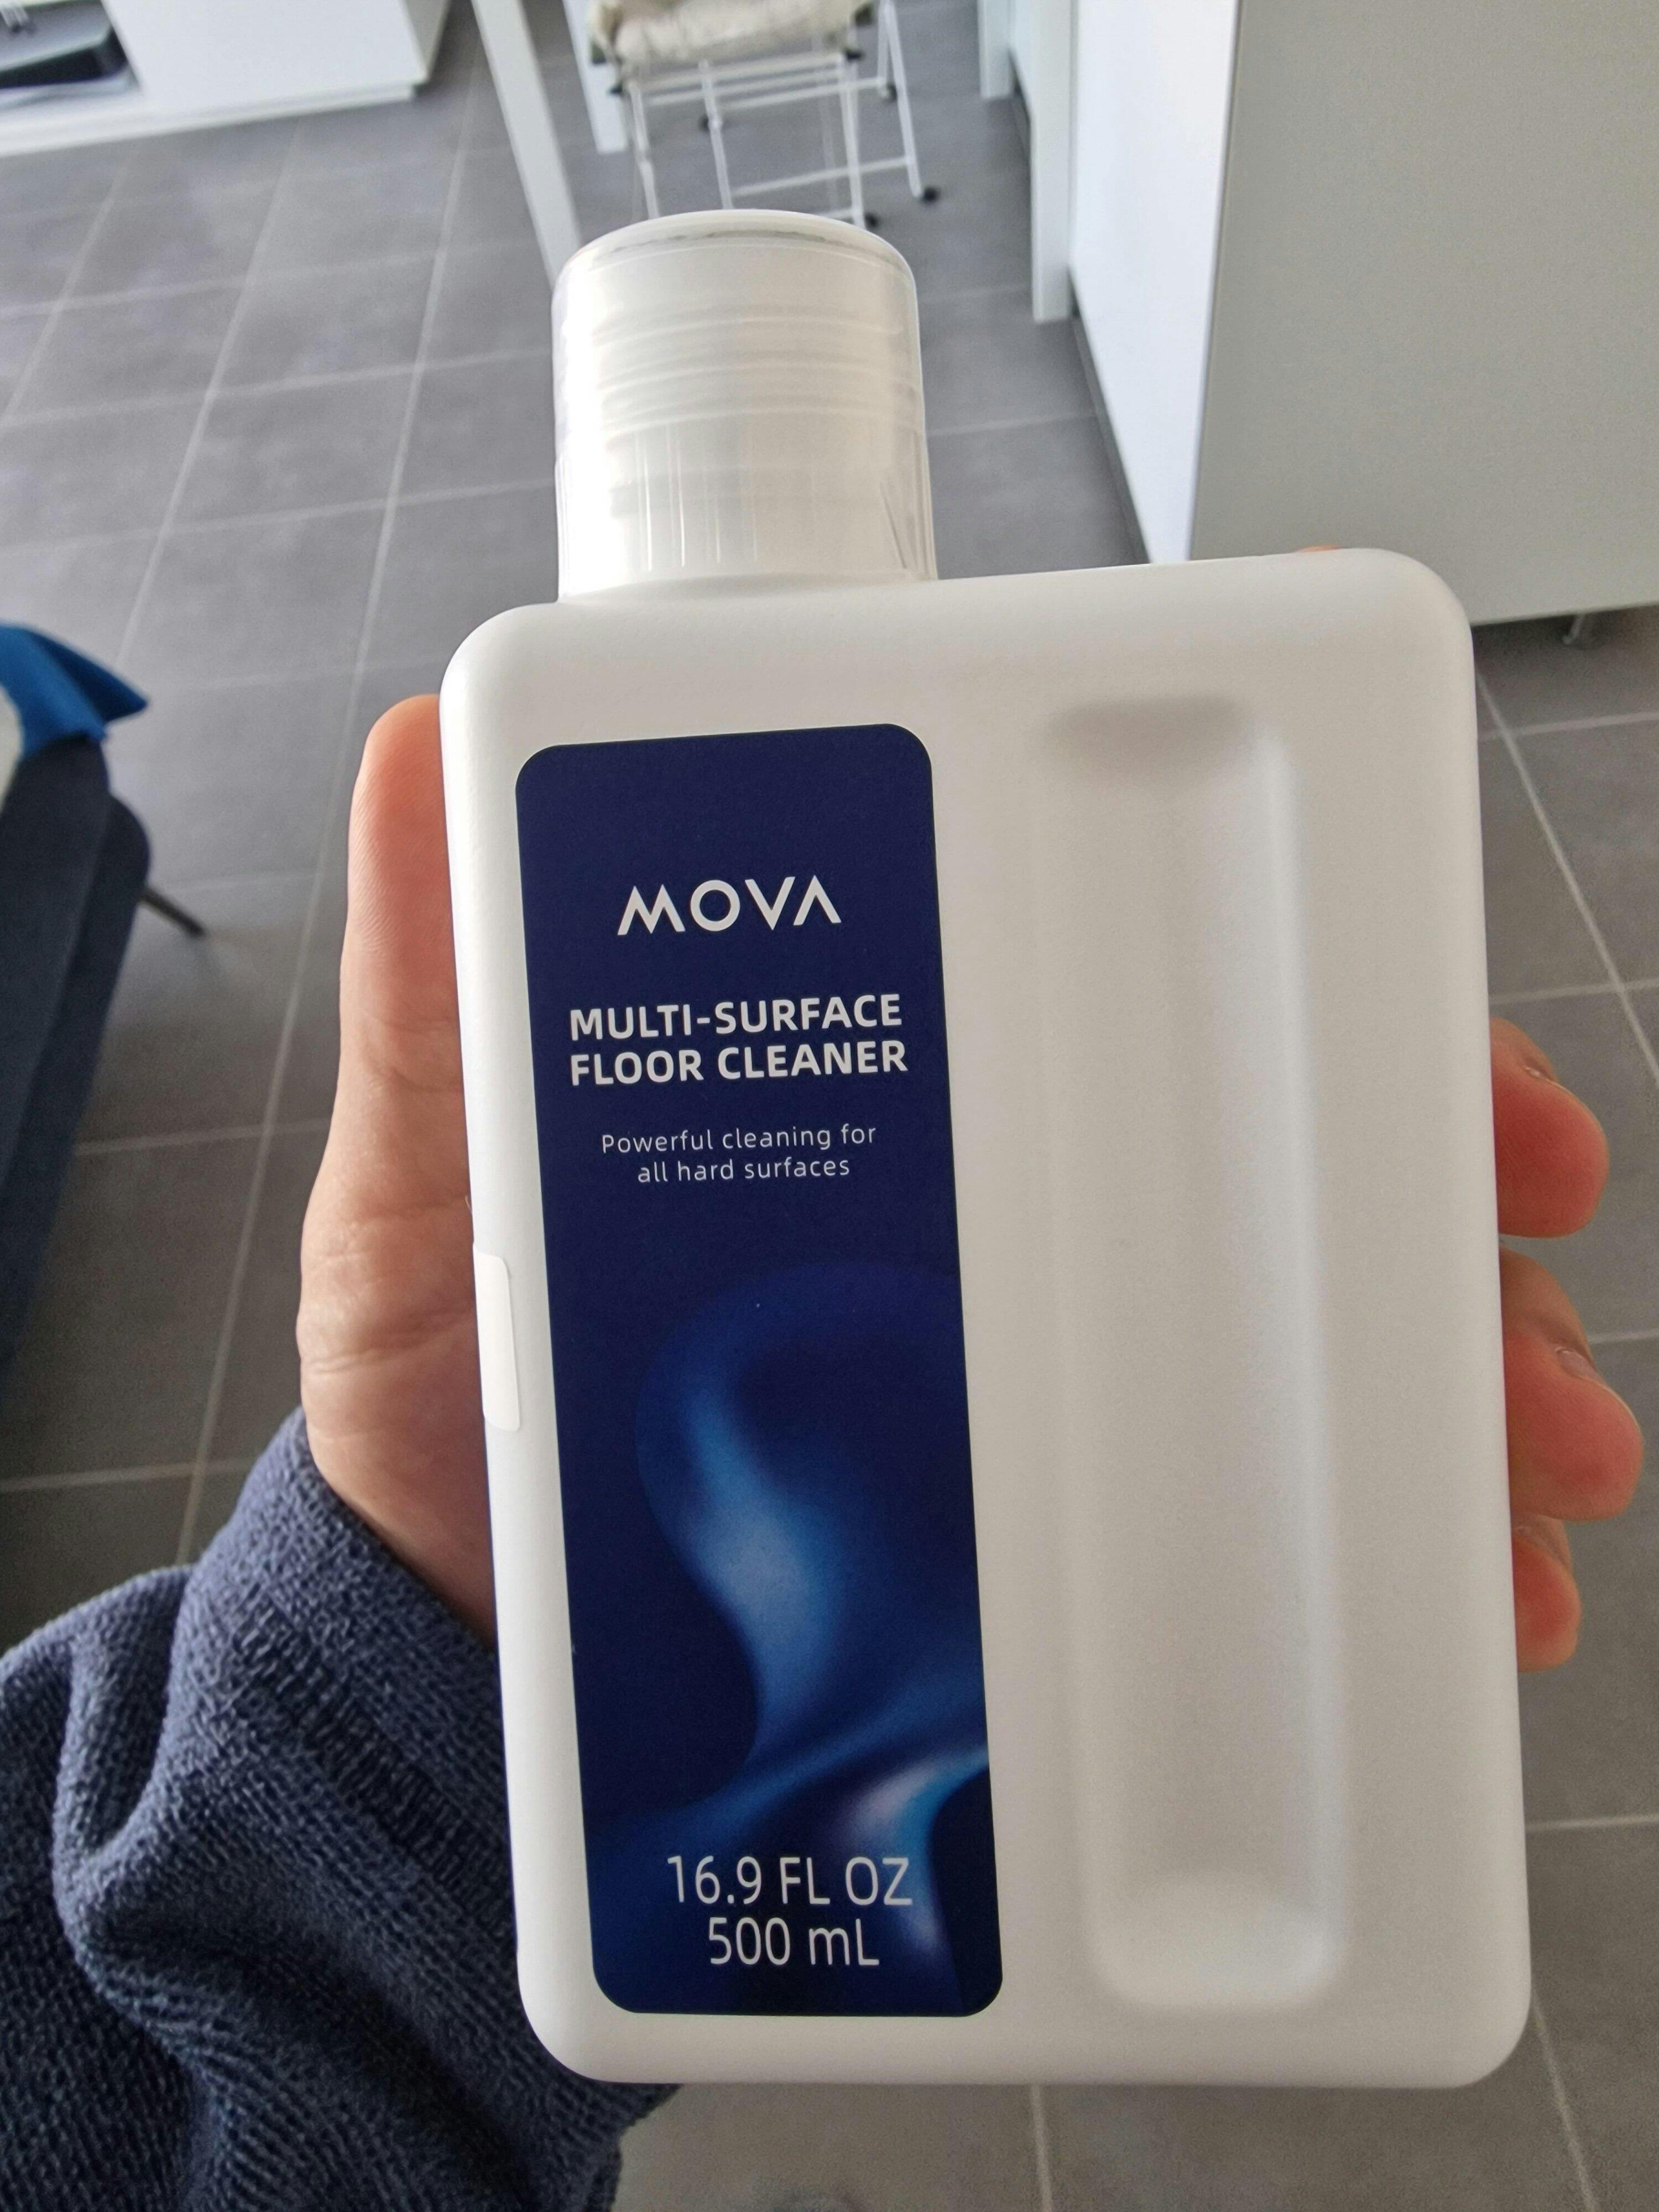 MOVA
MULTI-SURFACE
FLOOR CLEANER
Powerful cleaning for
all hard surfaces
16.9 FL OZ
500 mL